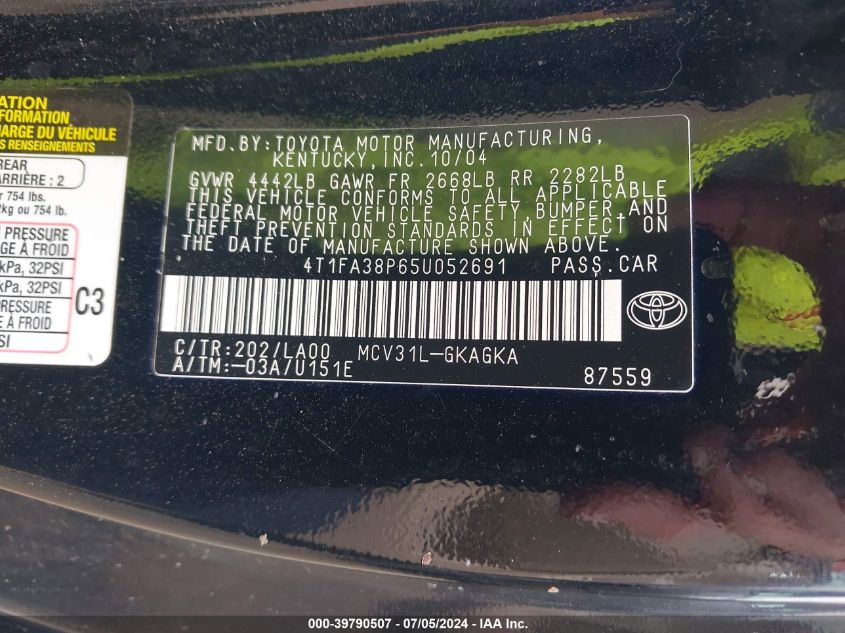 ATION
FORMATION
HARGE DU VÉHICULE
RENSEIGNEMENTS
REAR
ARRIÈRE : 2
r 754 lbs.
kg ou 754 lb.
PRESSURE
GE À FROID
kPa, 32PSI
kPa, 32PSI
PRESSURE
E À FROID
SI
C3
MFD.BY:TOYOTA MOTOR MANUFACTURING,
KENTUCKY,INC.10/04
GVWR 4442LB GAWR FR 2668LB RR 2282LB
THIS VEHICLE CONFORMS TO ALL APPLICABLE
FEDERAL MOTOR VEHICLE SAFETY,BUMPER,AND
THEFT PREVENTION STANDARDS IN EFFECT ON
THE DATE OF MANUFACTURE SHOWN ABOVE.
4T1FA38P65U052691 PASS.CAR
C/TR:202/LA00 MCV31L-GKAGKA
A/TM:-03A/U151E 87559
000-39790507 - 07/05/2024 - IAA Inc.